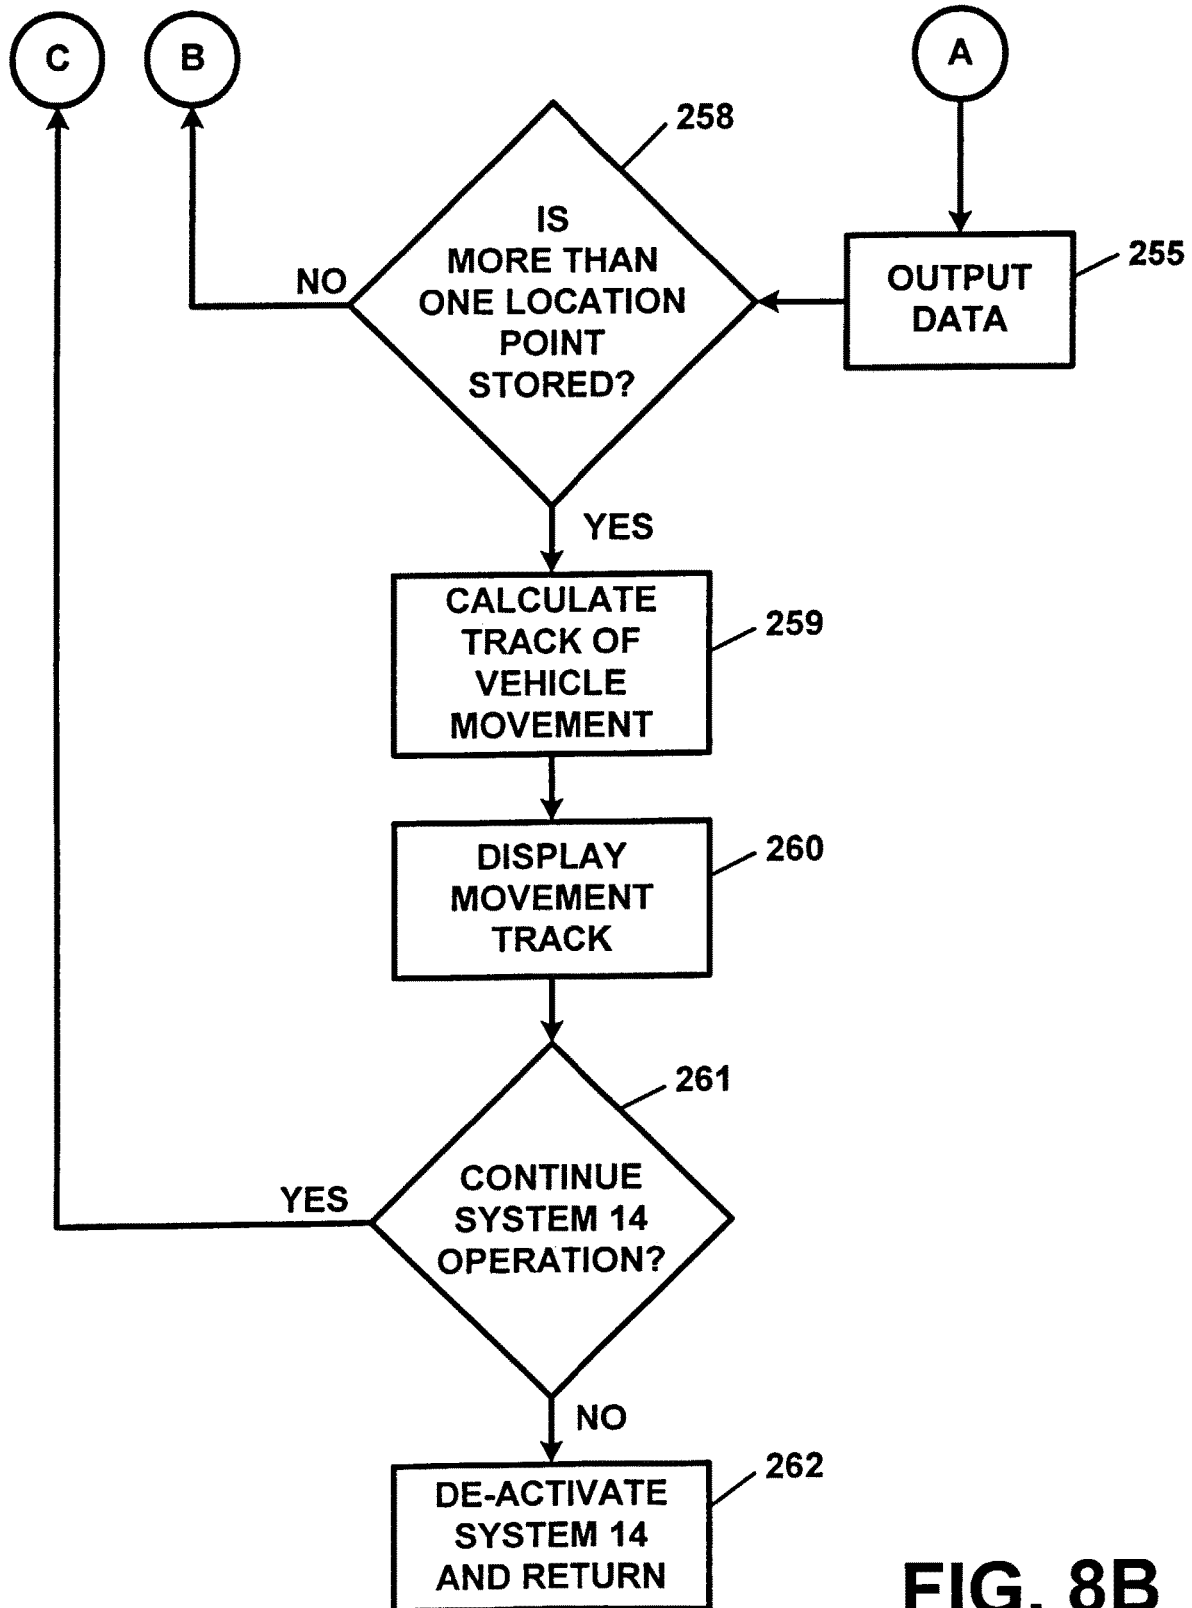 C
B
A
258
IS
MORE THAN
ONE LOCATION
POINT
STORED?
NO
OUTPUT
DATA
255
YES
CALCULATE
TRACK OF
VEHICLE
MOVEMENT
259
DISPLAY
MOVEMENT
TRACK
260
261
CONTINUE
SYSTEM 14
OPERATION?
YES
NO
262
DE-ACTIVATE
SYSTEM 14
AND RETURN
FIG. 8B